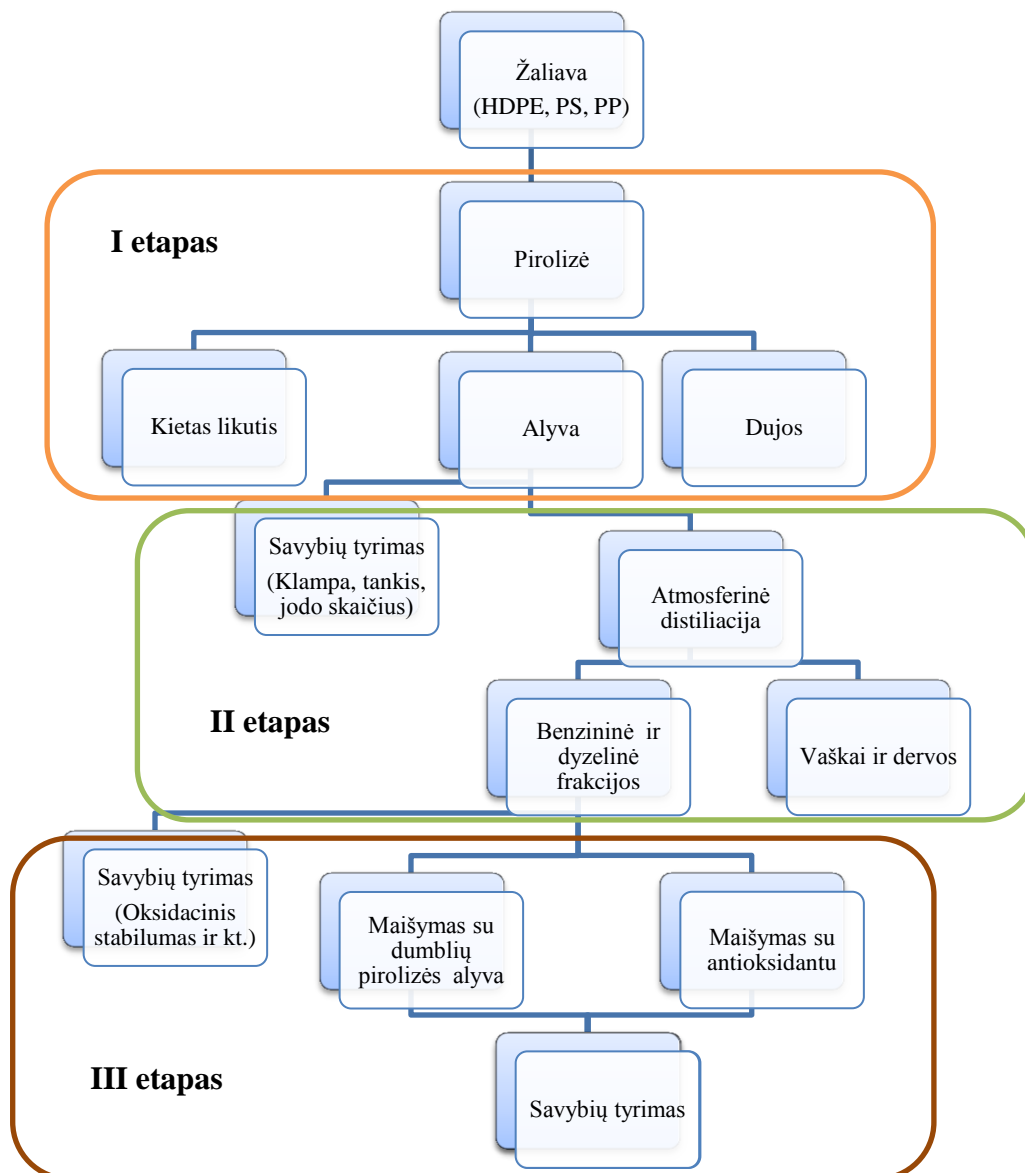 Žaliava
(HDPE, PS, PP)
I etapas
Pirolizė
Kietas likutis
Alyva
Dujos
Savybių tyrimas
(Klampa, tankis,
jodo skaičius)
Atmosferinė
distiliacija
II etapas
Benzininė ir
dyzelinė
frakcijos
Vaškai ir dervos
Savybių tyrimas
(Oksidacinis
stabilumas ir kt.)
Maišymas su
dumblių
pirolizės alyva
Maišymas su
antioksidantu
III etapas
Savybių tyrimas